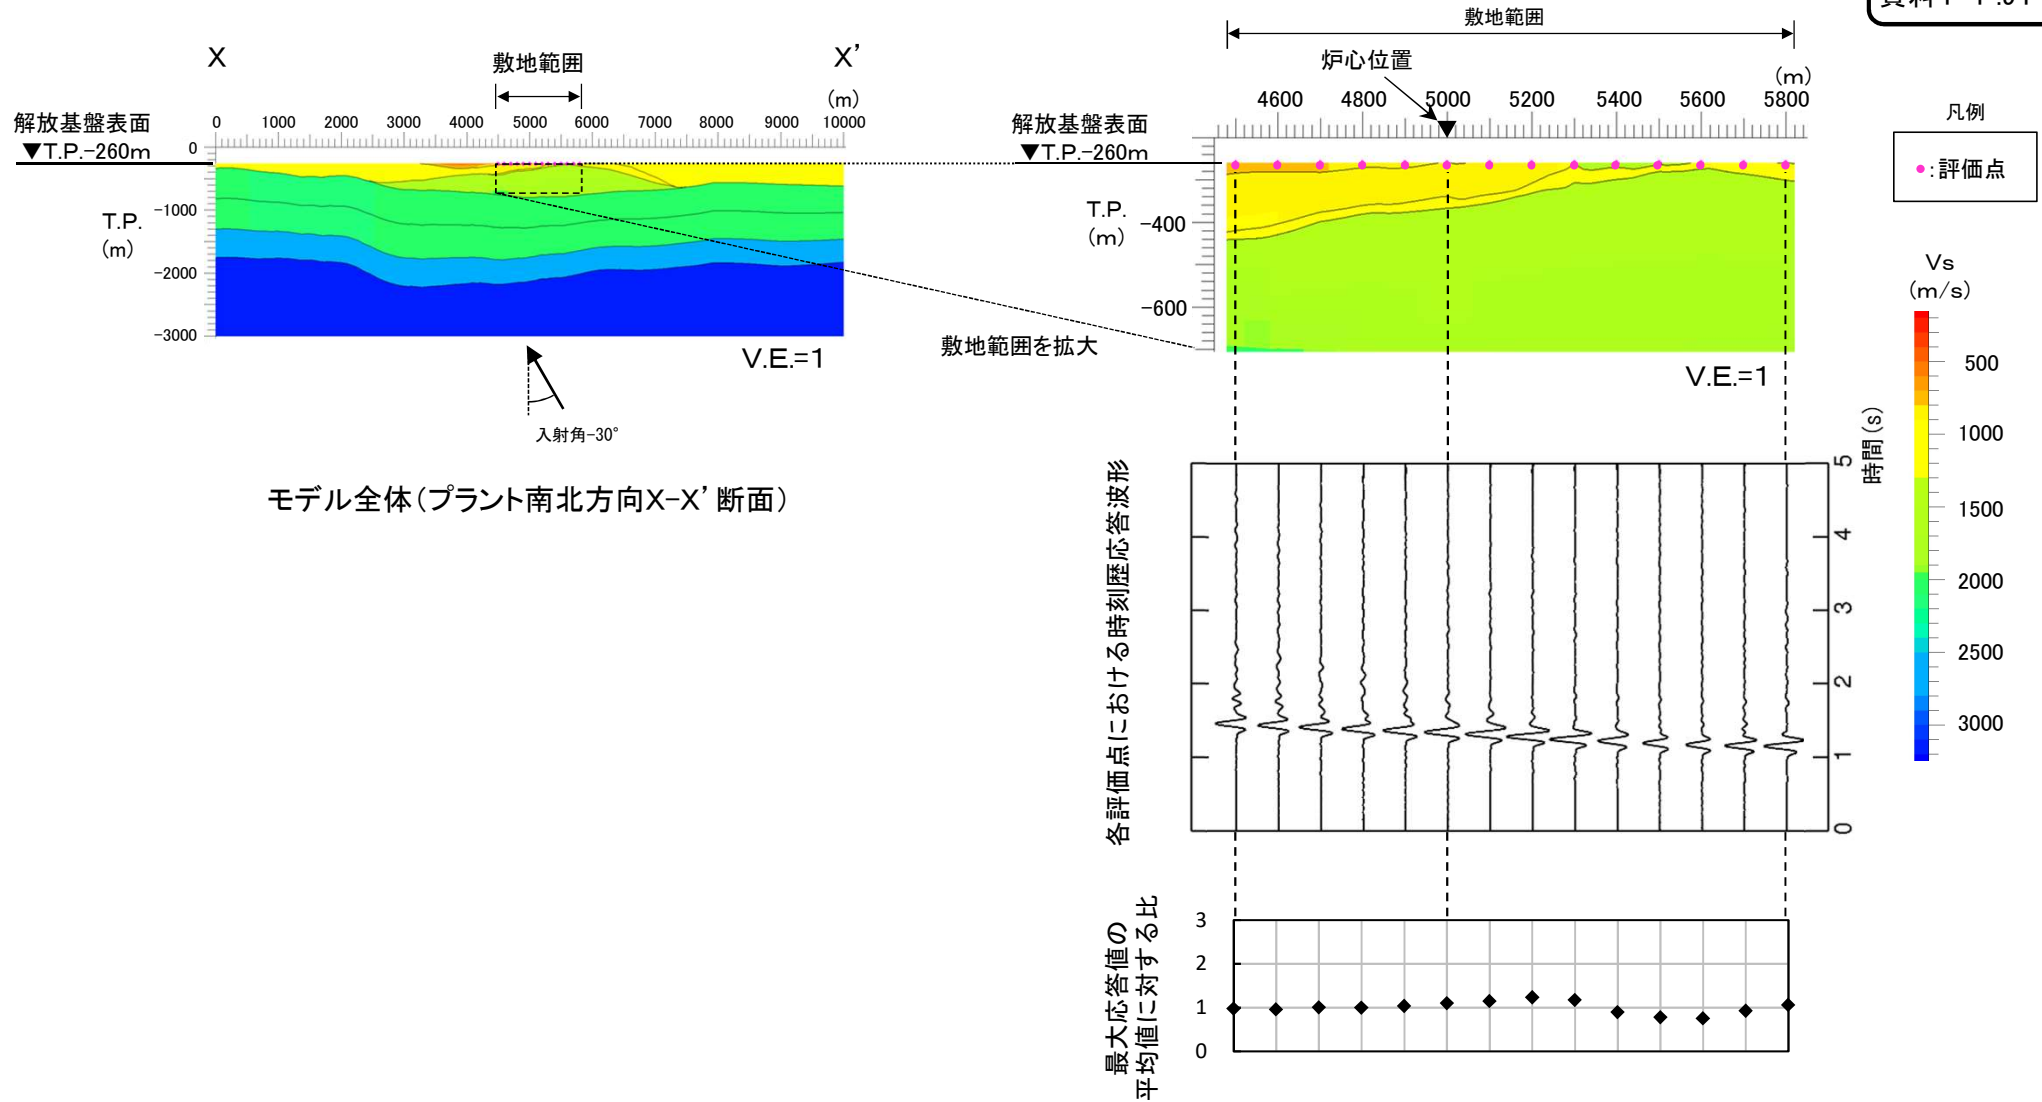 敷地範囲
炉心位置
(m)
4600 4800 5000 5200 5400 5600 5800
解放基盤表面
▼T.P.-260m
T.P.
(m)
-400
-600
V.E.=1
X
X’
敷地範囲
(m)
解放基盤表面
▼T.P.-260m
0 1000 2000 3000 4000 5000 6000 7000 8000 9000 10000
0
-1000
-2000
-3000
T.P.
(m)
V.E.=1
入射角-30°
敷地範囲を拡大
モデル全体(プラント南北方向X-X’断面)
凡例
●:評価点
Vs
(m/s)
500
1000
1500
2000
2500
3000
各評価点における時刻歴応答波形
時間(s)
5
4
3
2
1
0
最大応答値の
平均値に対する比
3
2
1
0